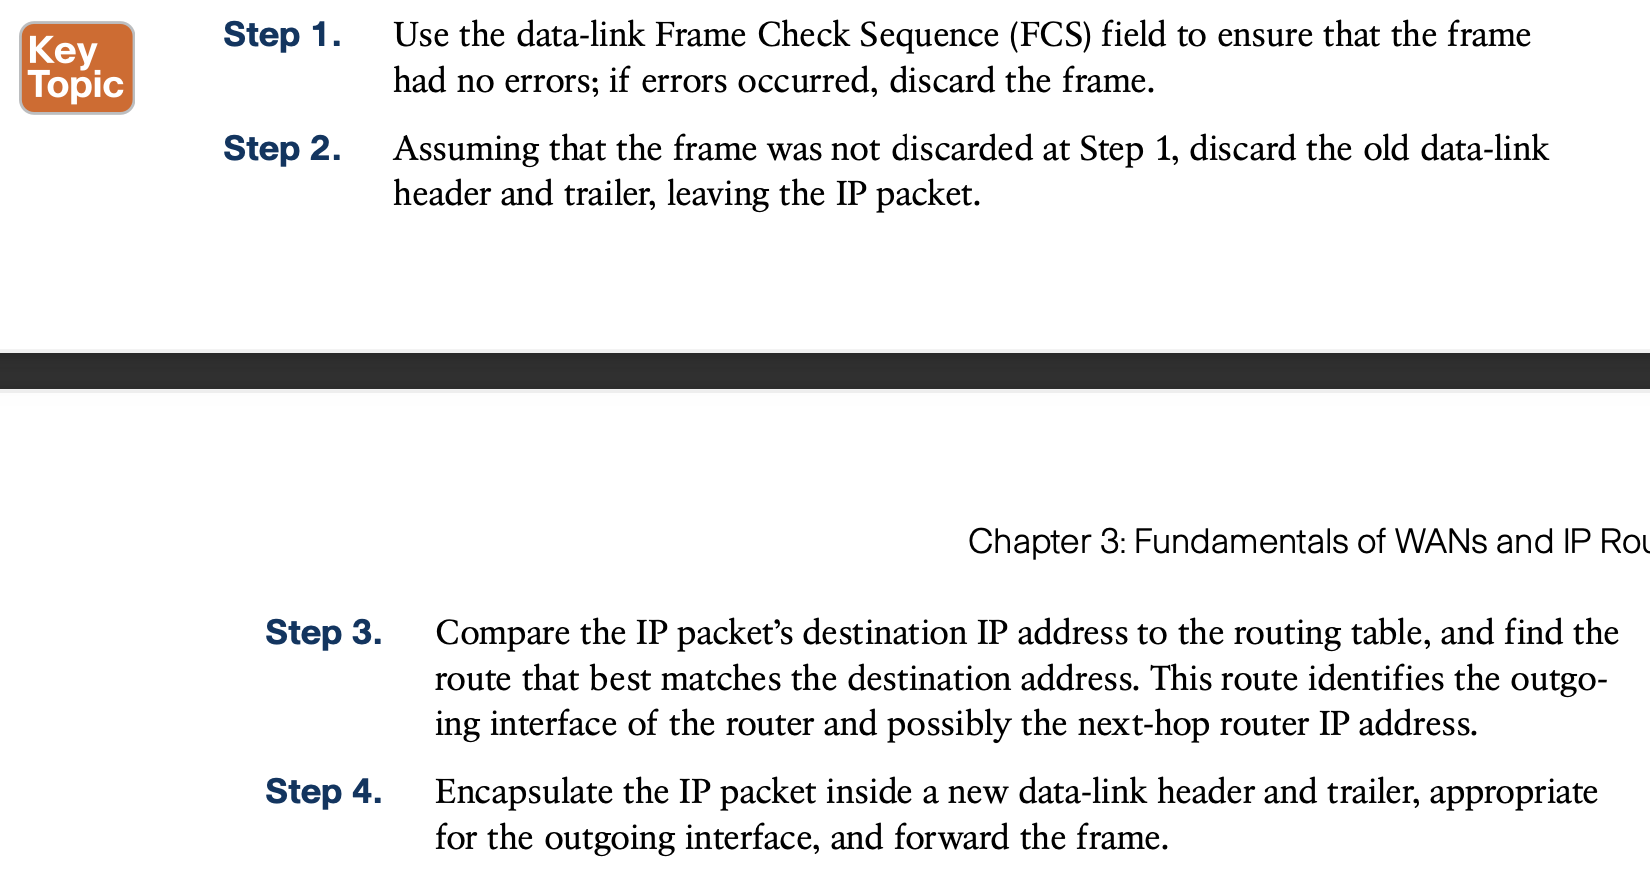 Key
Topic
Step 1. Use the data-link Frame Check Sequence (FCS) field to ensure that the frame
had no errors; if errors occurred, discard the frame.
Step 2. Assuming that the frame was not discarded at Step 1, discard the old data-link
header and trailer, leaving the IP packet.
Chapter 3: Fundamentals of WANs and IP
Step 3. Compare the IP packet’s destination IP address to the routing table, and find the
route that best matches the destination address. This route identifies the outgo-
ing interface of the router and possibly the next-hop router IP address.
Step 4. Encapsulate the IP packet inside a new data-link header and trailer, appropriate
for the outgoing interface, and forward the frame.